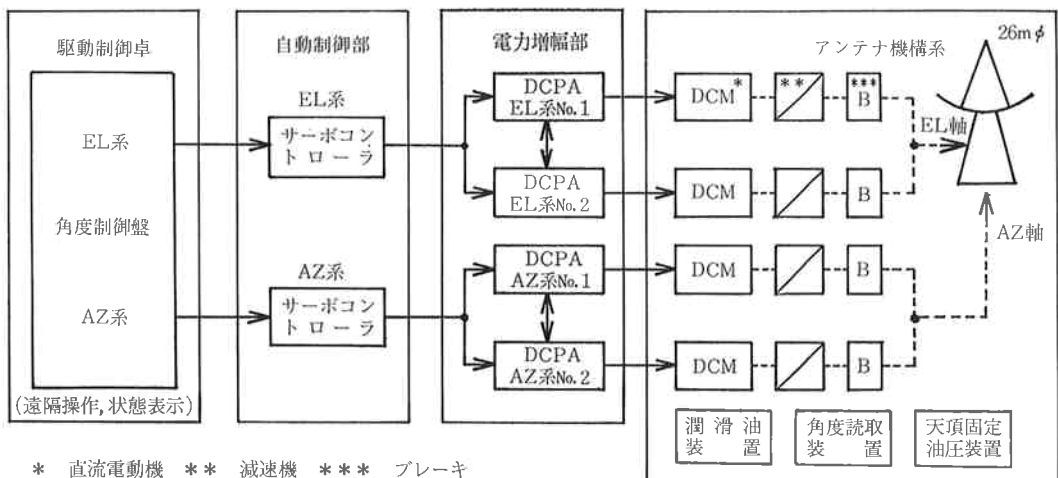 駆動制御卓
EL系
角度制御盤
AZ系
(遠隔操作,状態表示)
自動制御部
EL系
サーボコン
トローラ
AZ系
サーボコン
トローラ
電力増幅部
DCPA
EL系No.1
DCPA
EL系No.2
DCPA
AZ系No.1
DCPA
AZ系No.2
アンテナ機構系
26mφ
DCM*
**
***
B
EL軸
DCM
B
AZ軸
DCM
B
DCM
B
潤滑油
装置
角度読取
装置
天頂固定
油圧装置
* 直流電動機 ** 減速機 *** ブレーキ